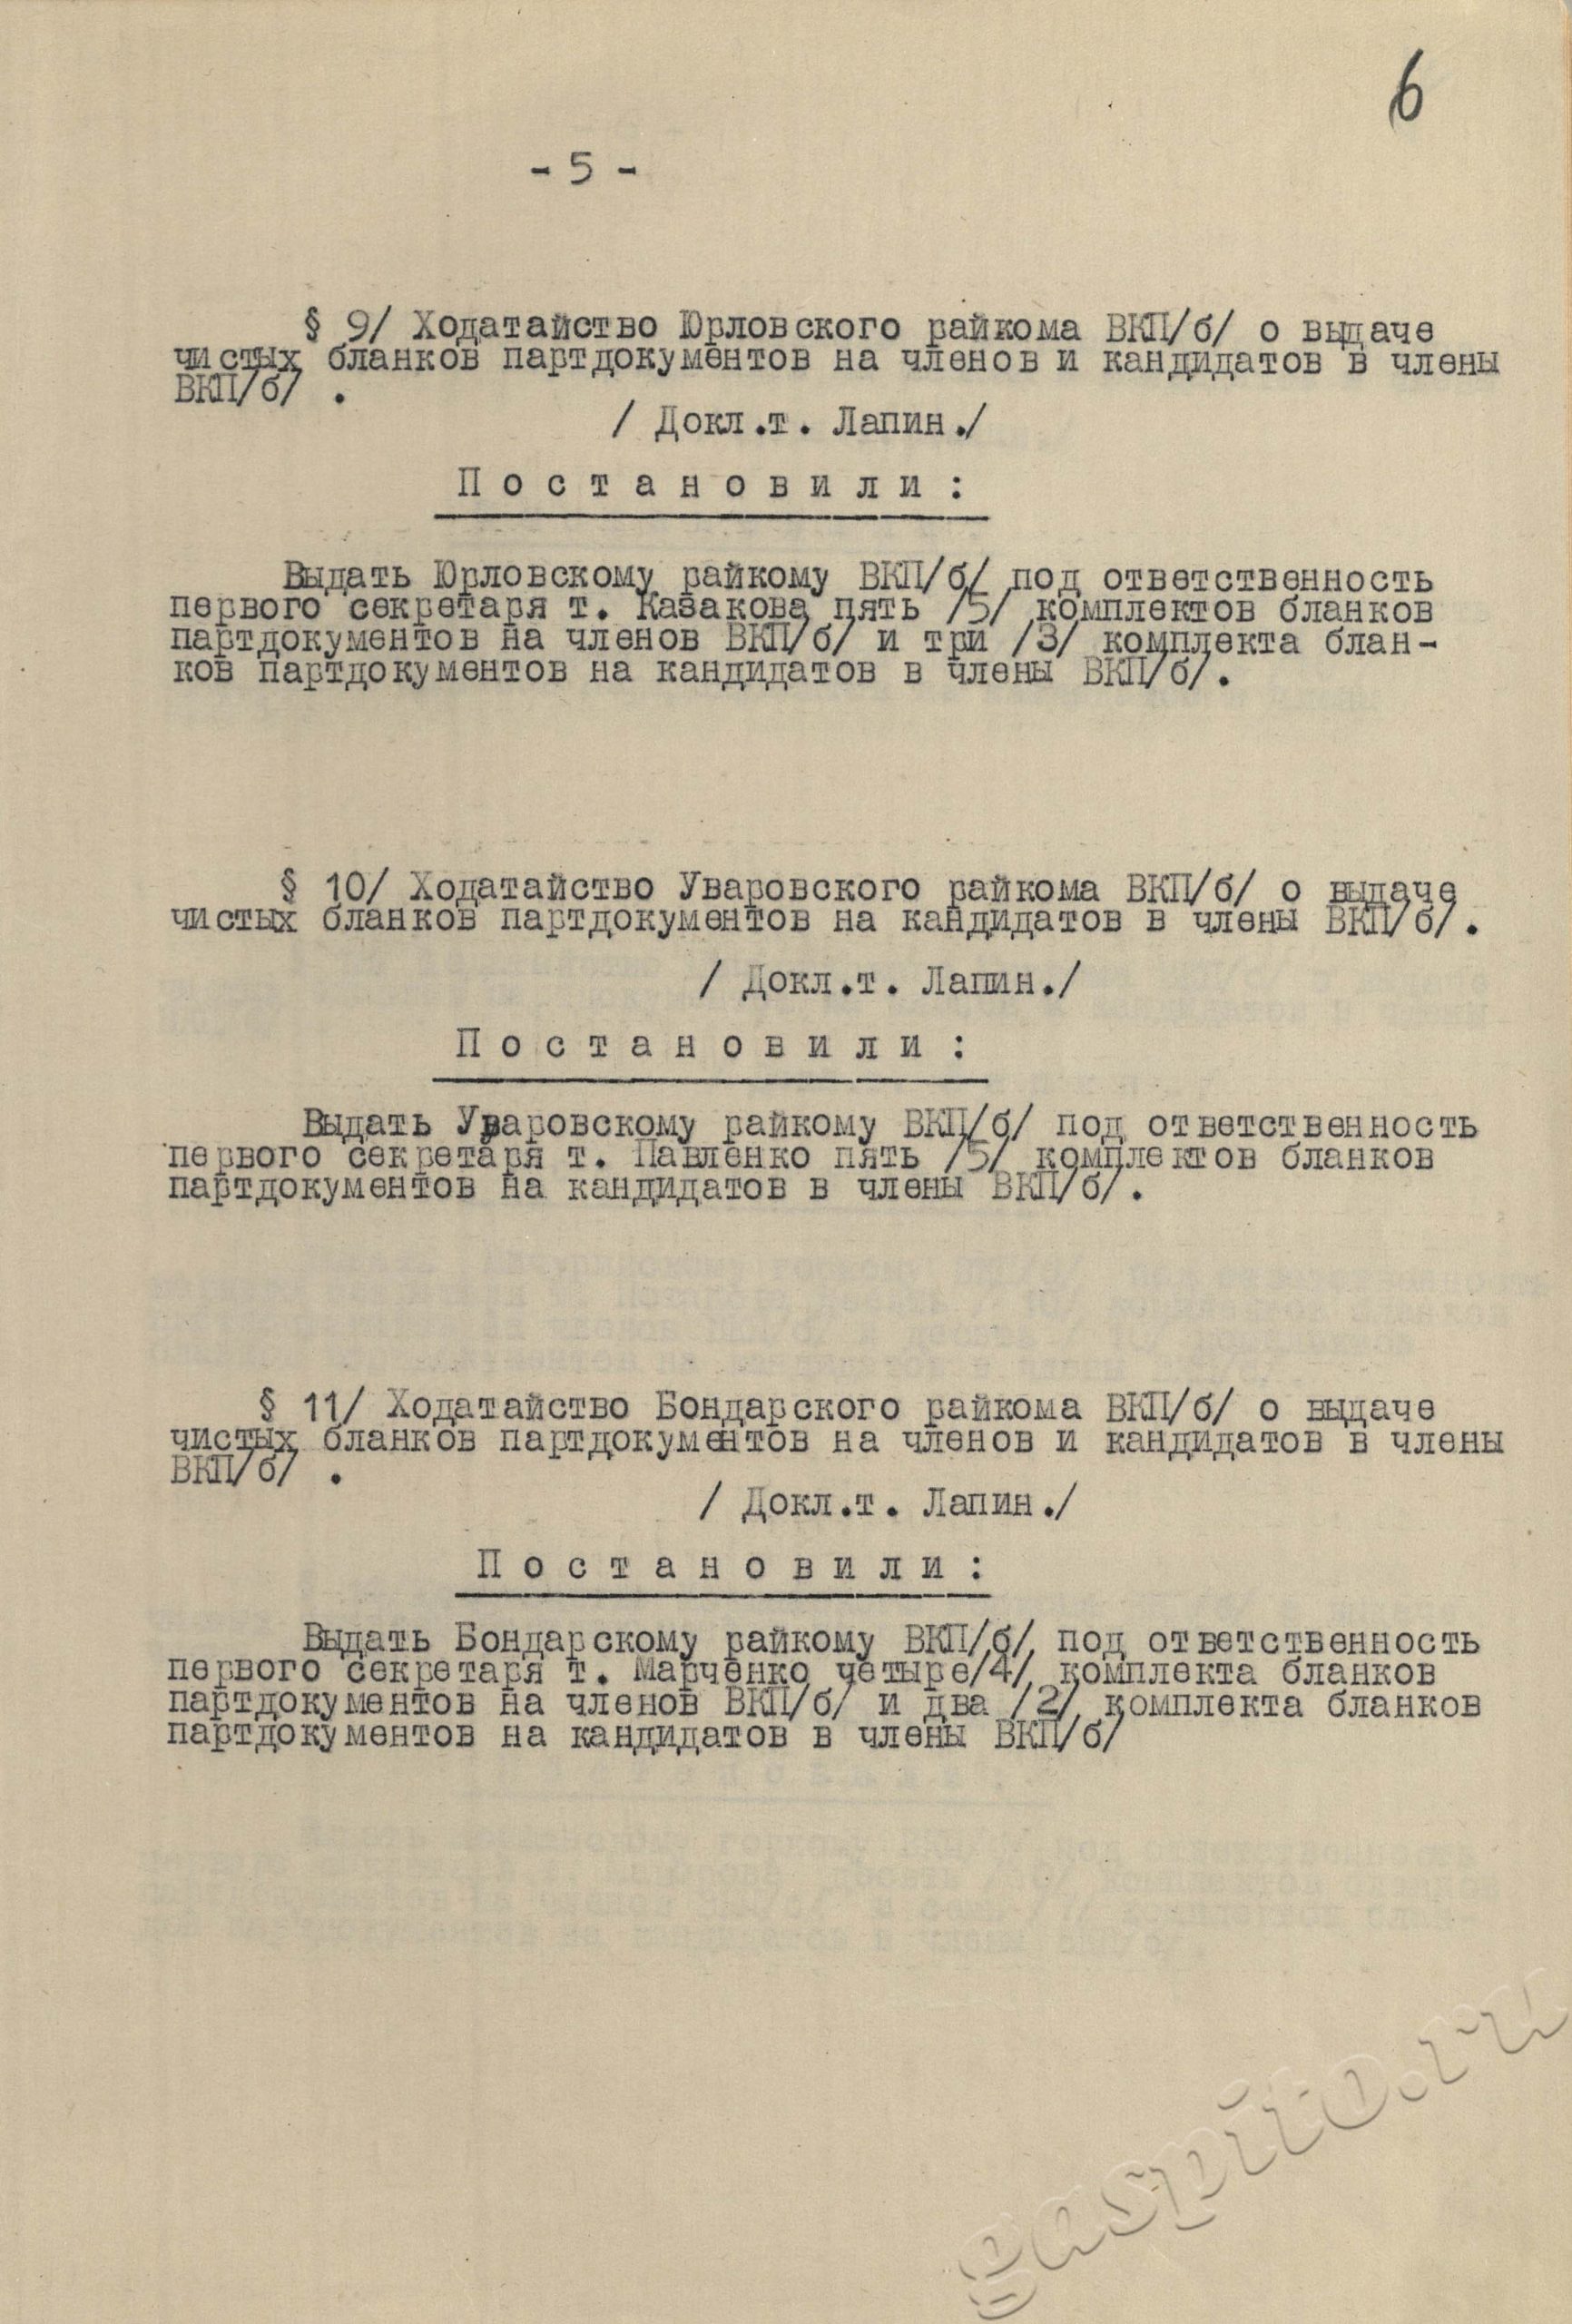 6
- 5 -
§ 9/ Ходатайство Юрловского райкома ВКП/б/ о выдаче
чистых бланков партдокументов на членов и кандидатов в члены
ВКП/б/ .
/ Докл.т. Лапин./
П о с т а н о в и л и :
Выдать Юрловскому райкому ВКП/б/ под ответственность
первого секретаря т. Казакова пять /5/ комплектов бланков
партдокументов на членов ВКП/б/ и три /3/ комплекта блан-
ков партдокументов на кандидатов в члены ВКП/б/.
§ 10/ Ходатайство Уваровского райкома ВКП/б/ о выдаче
чистых бланков партдокументов на кандидатов в члены ВКП/б/.
/ Докл.т. Лапин./
П о с т а н о в и л и :
Выдать Уваровскому райкому ВКП/б/ под ответственность
первого секретаря т. Павленко пять /5/ комплектов бланков
партдокументов на кандидатов в члены ВКП/б/.
§ 11/ Ходатайство Бондарского райкома ВКП/б/ о выдаче
чистых бланков партдокументов на членов и кандидатов в члены
ВКП/б/ .
/ Докл.т. Лапин./
П о с т а н о в и л и :
Выдать Бондарскому райкому ВКП/б/ под ответственность
первого секретаря т. Марченко четыре/4/ комплекта бланков
партдокументов на членов ВКП/б/ и два /2/ комплекта бланков
партдокументов на кандидатов в члены ВКП/б/
gaspito.ru